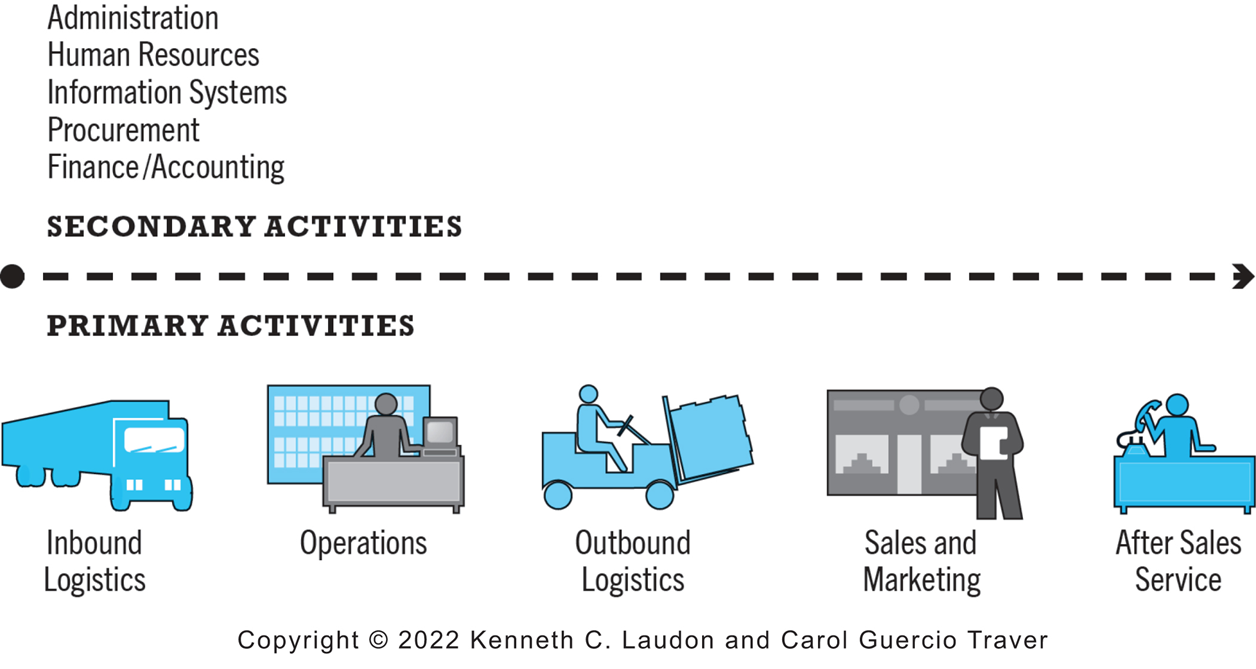 Administration
Human Resources
Information Systems
Procurement
Finance/Accounting
SECONDARY ACTIVITIES
PRIMARY ACTIVITIES
Inbound
Logistics
Operations
Outbound
Logistics
Sales and
Marketing
After Sales
Service
Copyright © 2022 Kenneth C. Laudon and Carol Guercio Traver